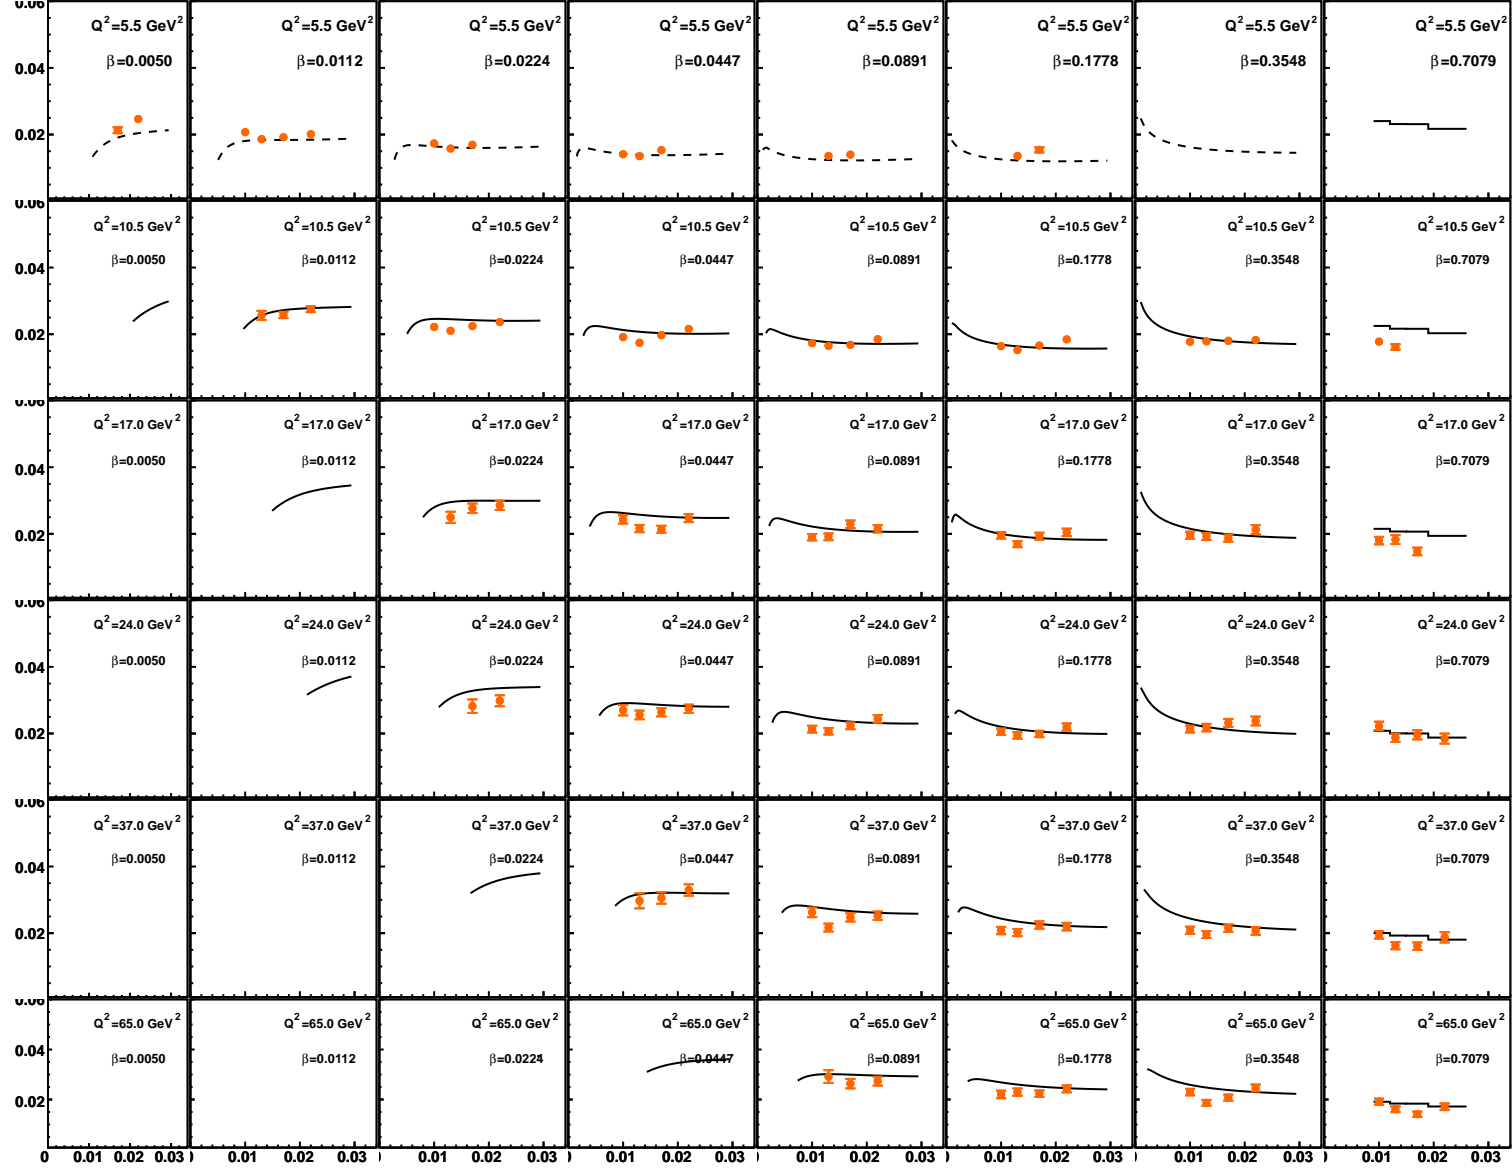 0.06
Q²=5.5 GeV² Q²=5.5 GeV² Q²=5.5 GeV² Q²=5.5 GeV² Q²=5.5 GeV² Q²=5.5 GeV² Q²=5.5 GeV² Q²=5.5 GeV²
0.04 β=0.0050 β=0.0112 β=0.0224 β=0.0447 β=0.0891 β=0.1778 β=0.3548 β=0.7079
0.02
0.06
Q²=10.5 GeV² Q²=10.5 GeV² Q²=10.5 GeV² Q²=10.5 GeV² Q²=10.5 GeV² Q²=10.5 GeV² Q²=10.5 GeV² Q²=10.5 GeV²
0.04 β=0.0050 β=0.0112 β=0.0224 β=0.0447 β=0.0891 β=0.1778 β=0.3548 β=0.7079
0.02
0.06
Q²=17.0 GeV² Q²=17.0 GeV² Q²=17.0 GeV² Q²=17.0 GeV² Q²=17.0 GeV² Q²=17.0 GeV² Q²=17.0 GeV² Q²=17.0 GeV²
0.04 β=0.0050 β=0.0112 β=0.0224 β=0.0447 β=0.0891 β=0.1778 β=0.3548 β=0.7079
0.02
0.06
Q²=24.0 GeV² Q²=24.0 GeV² Q²=24.0 GeV² Q²=24.0 GeV² Q²=24.0 GeV² Q²=24.0 GeV² Q²=24.0 GeV² Q²=24.0 GeV²
0.04 β=0.0050 β=0.0112 β=0.0224 β=0.0447 β=0.0891 β=0.1778 β=0.3548 β=0.7079
0.02
0.06
Q²=37.0 GeV² Q²=37.0 GeV² Q²=37.0 GeV² Q²=37.0 GeV² Q²=37.0 GeV² Q²=37.0 GeV² Q²=37.0 GeV² Q²=37.0 GeV²
0.04 β=0.0050 β=0.0112 β=0.0224 β=0.0447 β=0.0891 β=0.1778 β=0.3548 β=0.7079
0.02
0.06
Q²=65.0 GeV² Q²=65.0 GeV² Q²=65.0 GeV² Q²=65.0 GeV² Q²=65.0 GeV² Q²=65.0 GeV² Q²=65.0 GeV² Q²=65.0 GeV²
0.04 β=0.0050 β=0.0112 β=0.0224 β=0.0447 β=0.0891 β=0.1778 β=0.3548 β=0.7079
0.02
0 0.01 0.02 0.03 0.01 0.02 0.03 0.01 0.02 0.03 0.01 0.02 0.03 0.01 0.02 0.03 0.01 0.02 0.03 0.01 0.02 0.03 0.01 0.02 0.03